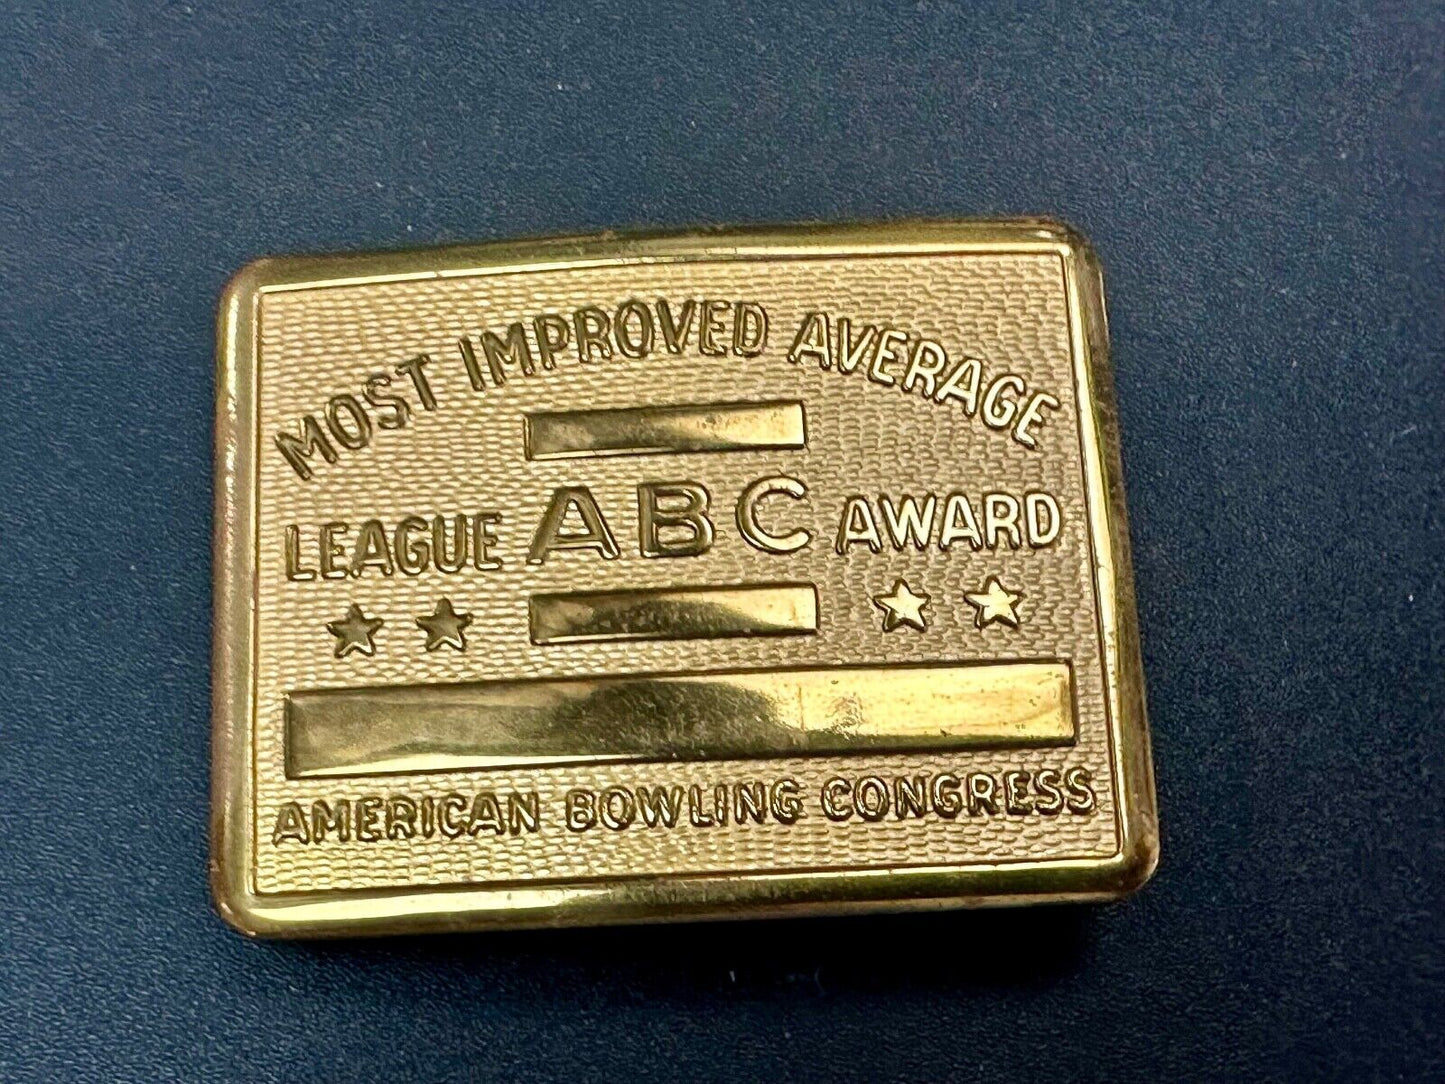 MOST IMPROVED AVERAGE
LEAGUE ABC AWARD
AMERICAN BOWLING CONGRESS